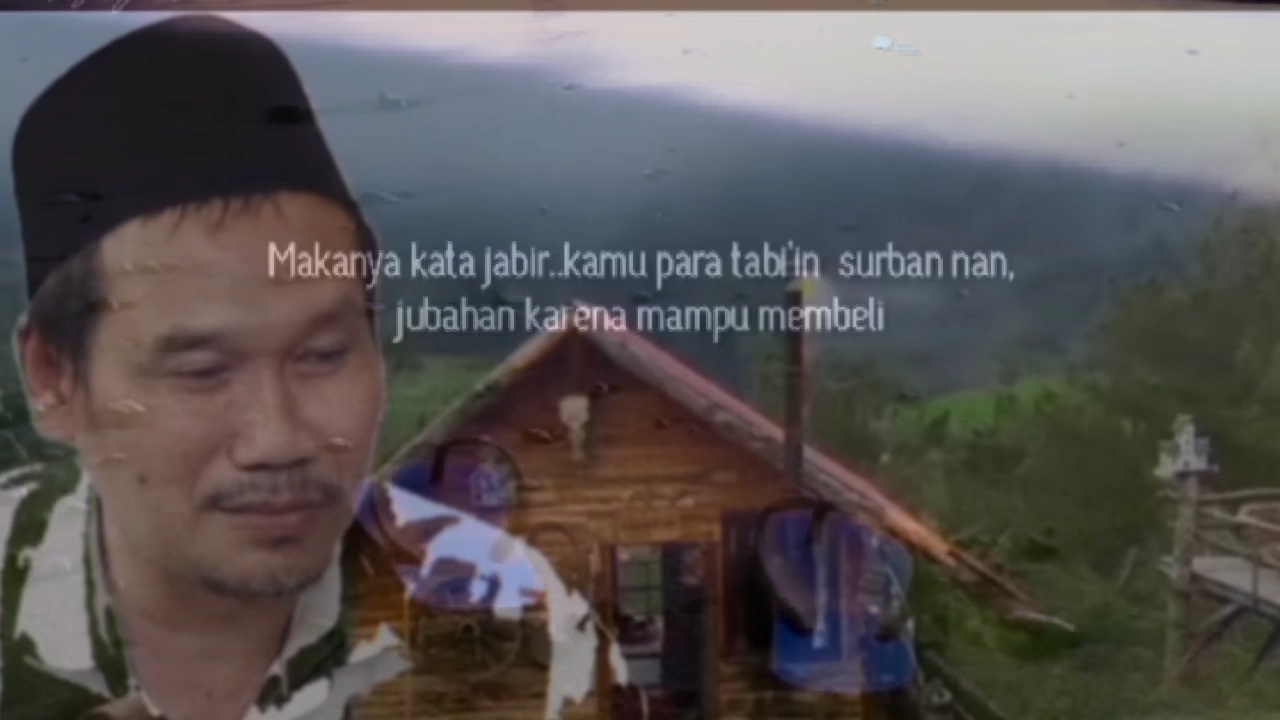 Makanya kata jabir..kamu para tabi'in surban nan,
jubahan karena mampu membeli